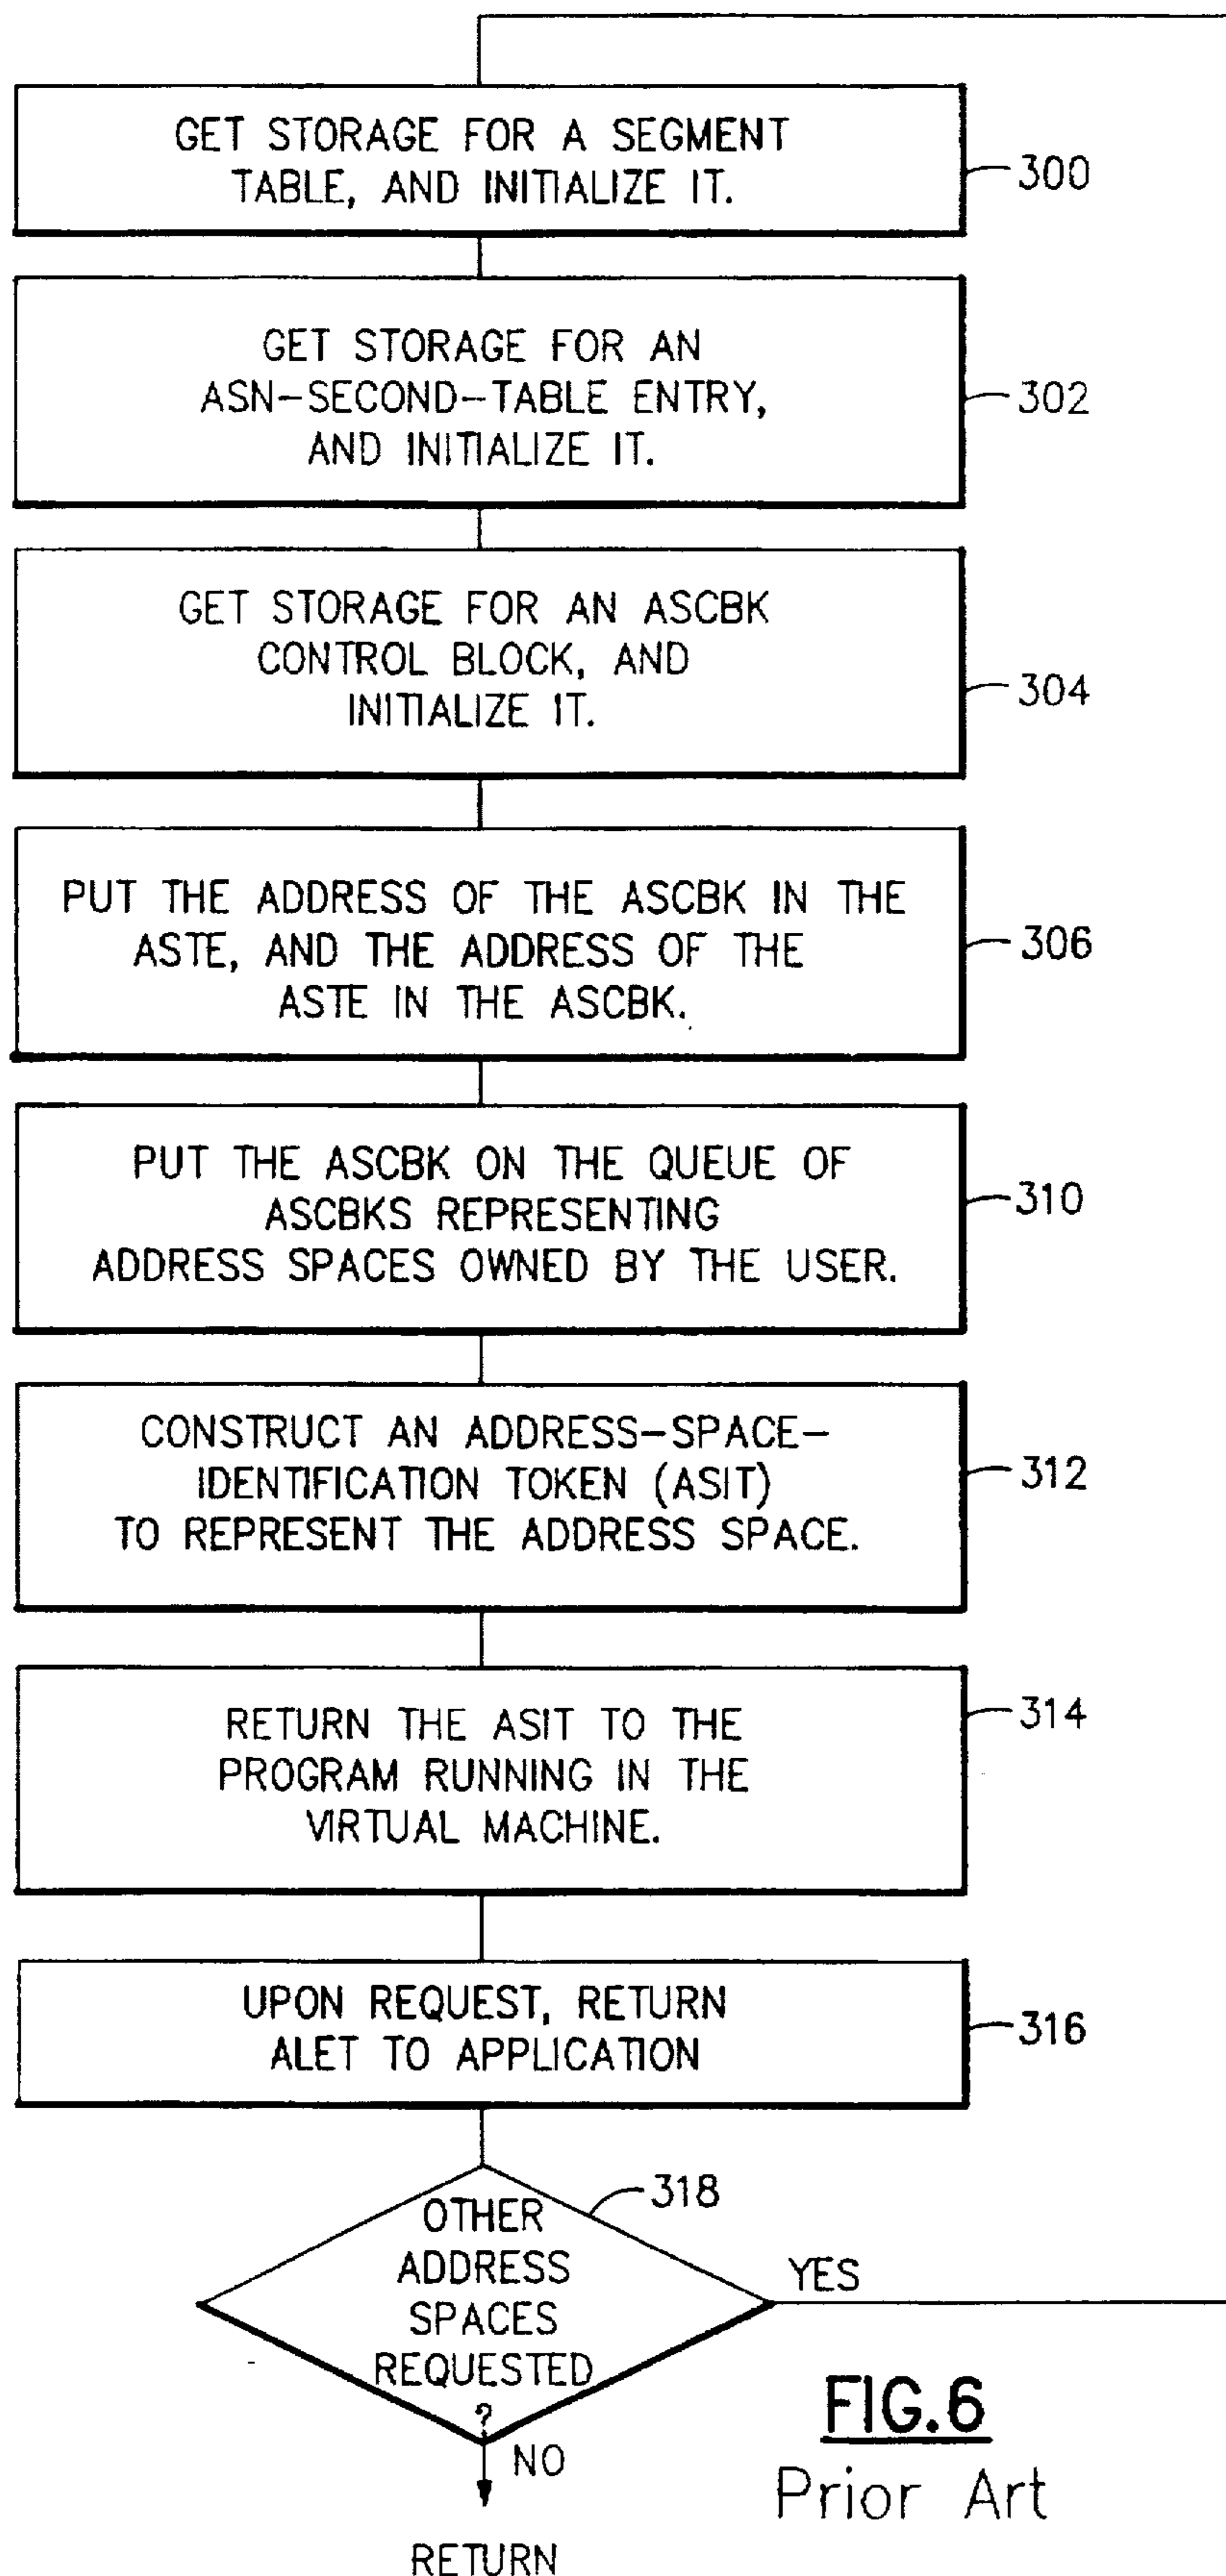 GET STORAGE FOR A SEGMENT
TABLE, AND INITIALIZE IT.
300
GET STORAGE FOR AN
ASN-SECOND-TABLE ENTRY,
AND INITIALIZE IT.
302
GET STORAGE FOR AN ASCBK
CONTROL BLOCK, AND
INITIALIZE IT.
304
PUT THE ADDRESS OF THE ASCBK IN THE
ASTE, AND THE ADDRESS OF THE
ASTE IN THE ASCBK.
306
PUT THE ASCBK ON THE QUEUE OF
ASCBKS REPRESENTING
ADDRESS SPACES OWNED BY THE USER.
310
CONSTRUCT AN ADDRESS-SPACE-
IDENTIFICATION TOKEN (ASIT)
TO REPRESENT THE ADDRESS SPACE.
312
RETURN THE ASIT TO THE
PROGRAM RUNNING IN THE
VIRTUAL MACHINE.
314
UPON REQUEST, RETURN
ALET TO APPLICATION
316
318
OTHER
ADDRESS
SPACES
REQUESTED
?
YES
NO
RETURN
FIG.6
Prior Art